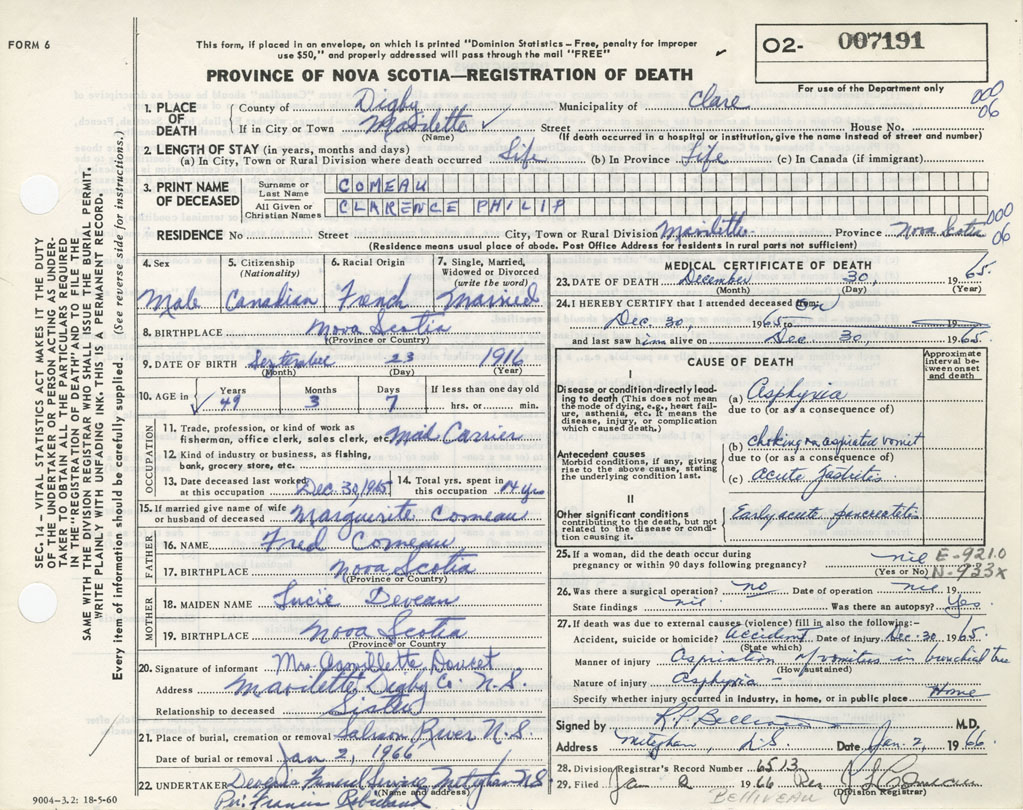 FORM 6
This form, if placed in an envelope, on which is printed "Dominion Statistics – Free, penalty for improper
use $50," and properly addressed will pass through the mail "FREE"
O2- 007191
For use of the Department only
PROVINCE OF NOVA SCOTIA—REGISTRATION OF DEATH
SEC. 14 – VITAL STATISTICS ACT MAKES IT THE DUTY
OF THE UNDERTAKER OR PERSON ACTING AS UNDER-
TAKER TO OBTAIN ALL THE PARTICULARS REQUIRED
IN THE "REGISTRATION OF DEATH" AND TO FILE THE
SAME WITH THE DIVISION REGISTRAR WHO SHALL ISSUE THE BURIAL PERMIT.
WRITE PLAINLY WITH UNFADING INK. THIS IS A PERMANENT RECORD.
Every item of information should be carefully supplied. (See reverse side for instructions.)
1. PLACE OF DEATH County of Digby Municipality of Clare 000 06
If in City or Town Mavilette (Name) Street House No.
(If death occurred in a hospital or institution, give the name instead of street and number)
2. LENGTH OF STAY (in years, months and days)
(a) In City, Town or Rural Division where death occurred Life (b) In Province Life (c) In Canada (if immigrant)
3. PRINT NAME OF DECEASED Surname or Last Name COMEAU
All Given or Christian Names CLARENCE PHILIP
RESIDENCE No Street City, Town or Rural Division Mavilette Province Nova Scotia 000 06
(Residence means usual place of abode. Post Office Address for residents in rural parts not sufficient)
4. Sex Male
5. Citizenship (Nationality) Canadian
6. Racial Origin French
7. Single, Married, Widowed or Divorced (write the word) Married
8. BIRTHPLACE Nova Scotia
(Province or Country)
9. DATE OF BIRTH September 23 1916
(Month) (Day) (Year)
10. AGE in Years 49 Months 3 Days 7 If less than one day old hrs. or min.
OCCUPATION
11. Trade, profession, or kind of work as
fisherman, office clerk, sales clerk, etc. Mail Carrier
12. Kind of industry or business, as fishing,
bank, grocery store, etc.
13. Date deceased last worked at this occupation Dec. 30, 1965
14. Total yrs. spent in this occupation 14 yrs
15. If married give name of wife
or husband of deceased Marguerite Comeau
FATHER
16. NAME Fred Comeau
17. BIRTHPLACE Nova Scotia
(Province or Country)
MOTHER
18. MAIDEN NAME Lucie Deveau
19. BIRTHPLACE Nova Scotia
(Province or Country)
20. Signature of informant Mrs. Doucet
Address Mavilette, Digby Co. N.S.
Relationship to deceased Sister
21. Place of burial, cremation or removal Salmon River N.S.
Date of burial or removal Jan 2, 1966
22. UNDERTAKER Funeral Service Meteghan N.S.
(Name and address)
Per: Francis
9004–3.2: 18-5-60
MEDICAL CERTIFICATE OF DEATH
23. DATE OF DEATH December 30, 1965.
(Month) (Day) (Year)
24. I HEREBY CERTIFY that I attended deceased from On
Dec. 30, 1965 to 19
and last saw him alive on Dec. 30, 1965.
CAUSE OF DEATH
Approximate interval between onset and death
I
Disease or condition directly leading to death (This does not mean the mode of dying, e.g., heart failure, asthenia, etc. It means the disease, injury, or complication which caused death.)
(a) Asphyxia
due to (or as a consequence of)
Antecedent causes
Morbid conditions, if any, giving rise to the above cause, stating the underlying condition last.
(b) choking on aspirated vomit
due to (or as a consequence of)
(c) Acute Gastritis
II
Other significant conditions contributing to the death, but not related to the disease or condition causing it.
Early acute pancreatitis
25. If a woman, did the death occur during
pregnancy or within 90 days following pregnancy? nil (Yes or No)
E-921.0
N-933X
26. Was there a surgical operation? no Date of operation nil 19
State findings nil Was there an autopsy? Yes
27. If death was due to external causes (violence) fill in also the following:–
Accident, suicide or homicide? Accident Date of injury Dec. 30 1965.
(State which)
Manner of injury Aspiration of vomitus in bronchial tree
(How sustained)
Nature of injury Asphyxia –
Specify whether injury occurred in industry, in home, or in public place Home
Signed by R.P. Belliveau M.D.
Address Meteghan, N.S. Date Jan. 2, 1966.
28. Division Registrar's Record Number 6513
29. Filed Jan 2 1966
(Division Registrar)
BELLIVEAU